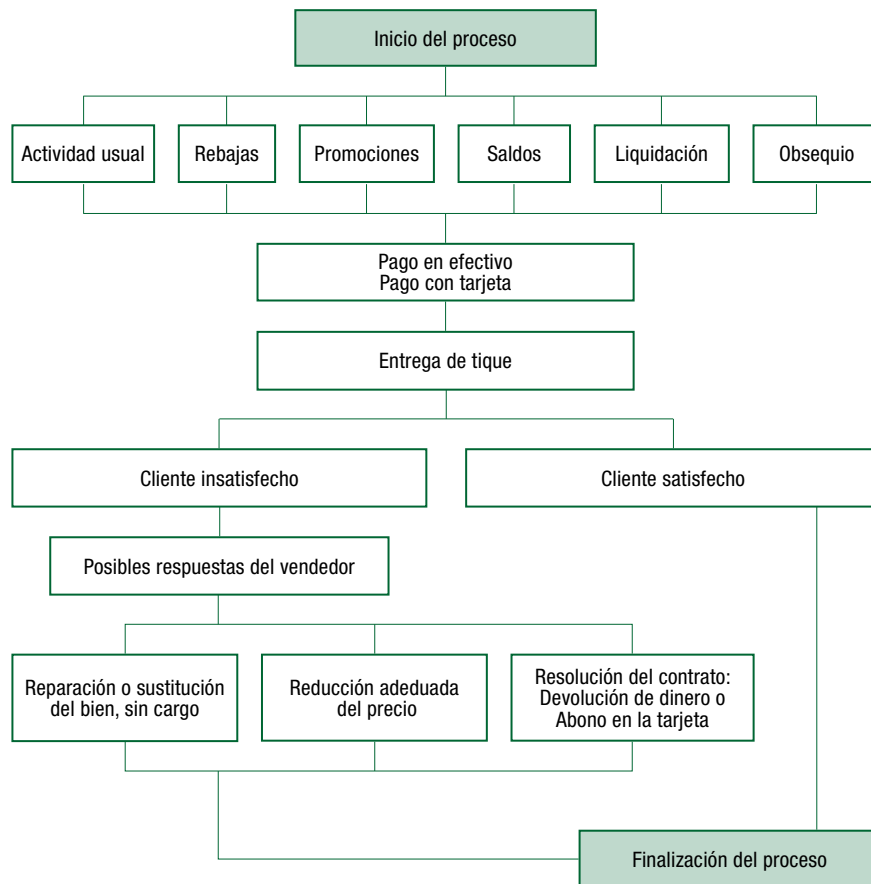 Inicio del proceso
Actividad usual
Rebajas
Promociones
Saldos
Liquidación
Obsequio
Pago en efectivo
Pago con tarjeta
Entrega de tique
Cliente insatisfecho
Cliente satisfecho
Posibles respuestas del vendedor
Reparación o sustitución
del bien, sin cargo
Reducción adeduada
del precio
Resolución del contrato:
Devolución de dinero o
Abono en la tarjeta
Finalización del proceso